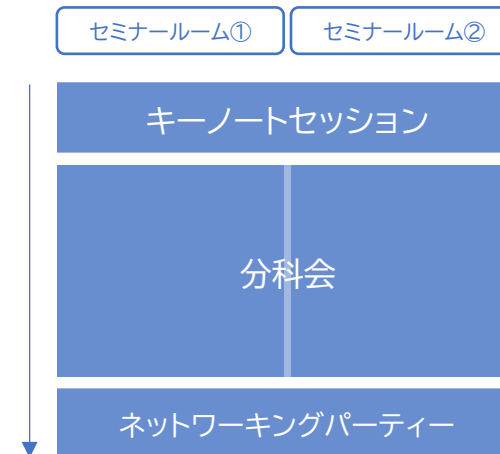 セミナールーム①
セミナールーム②
キーノートセッション
分科会
ネットワーキングパーティー